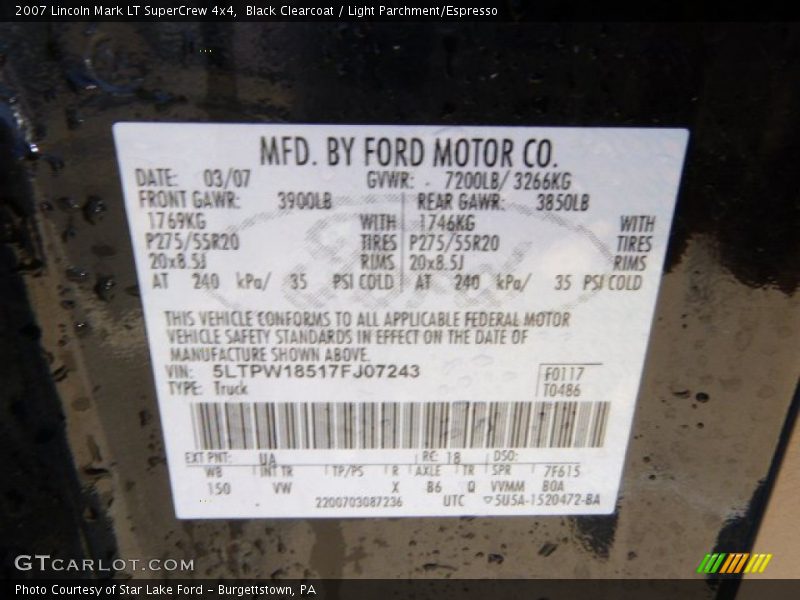 2007 Lincoln Mark LT SuperCrew 4x4,  Black Clearcoat / Light Parchment/Espresso
MFD. BY FORD MOTOR CO.
DATE: 03/07 GVWR: 7200LB/ 3266KG
FRONT GAWR: 3900LB REAR GAWR: 3850LB
1769KG WITH 1746KG WITH
P275/55R20 TIRES P275/55R20 TIRES
20x8.5J RIMS 20x8.5J RIMS
AT 240 kPa/ 35 PSI COLD AT 240 kPa/ 35 PSI COLD
THIS VEHICLE CONFORMS TO ALL APPLICABLE FEDERAL MOTOR
VEHICLE SAFETY STANDARDS IN EFFECT ON THE DATE OF
MANUFACTURE SHOWN ABOVE.
VIN: 5LTPW18517FJ07243 F0117
TYPE: Truck T0486
EXT PNT: UA RC: 18 DSO:
WB INT TR TP/PS R AXLE TR SPR 7F615
150 VW X B6 Q VVMM BOA
2200703087236 UTC ▽5U5A-1520472-BA
GTCARLOT.COM
Photo Courtesy of Star Lake Ford - Burgettstown, PA